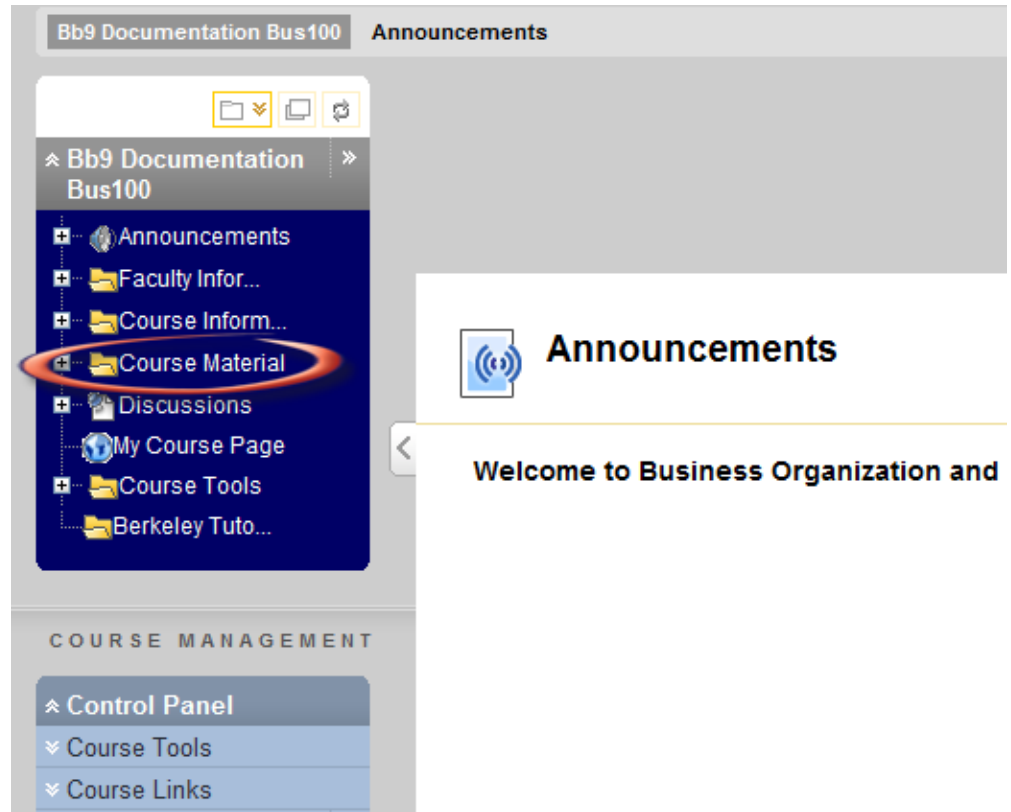 Bb9 Documentation Bus100 Announcements
Bb9 Documentation
Bus100
Announcements
Faculty Infor...
Course Inform...
Course Material
Discussions
My Course Page
Course Tools
Berkeley Tuto...
Announcements
Welcome to Business Organization and
COURSE MANAGEMENT
Control Panel
Course Tools
Course Links